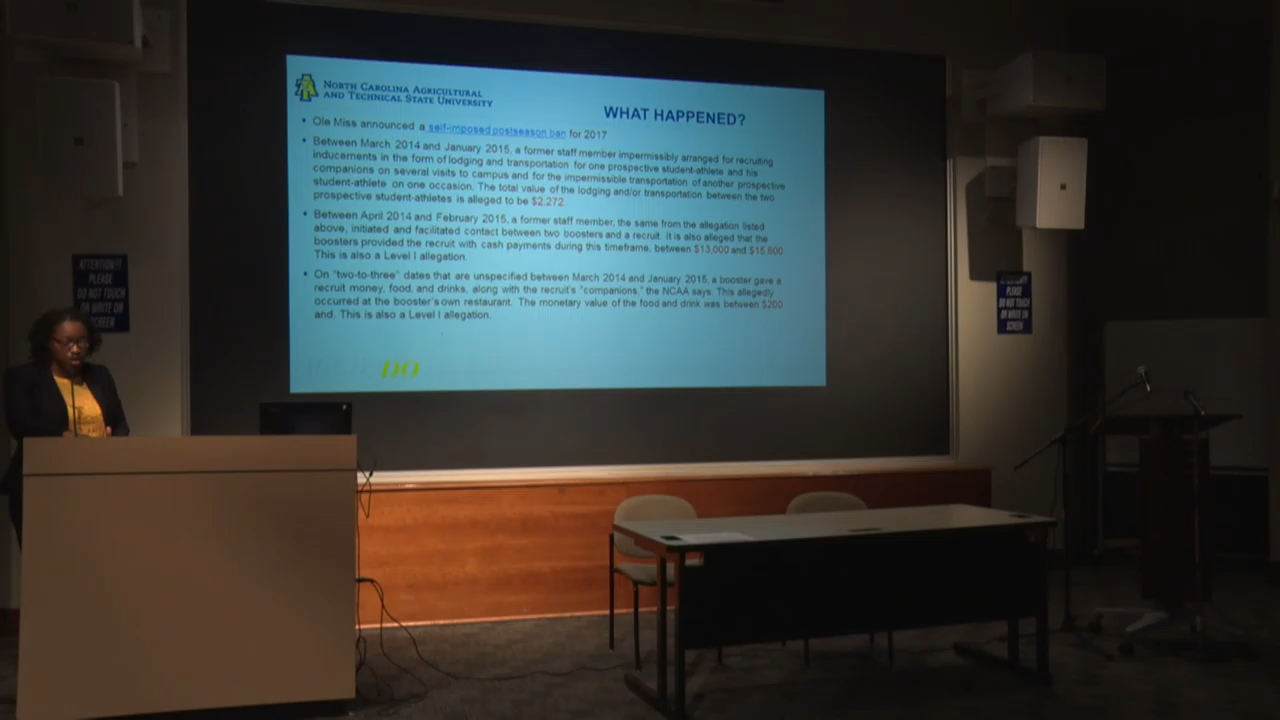 NORTH CAROLINA AGRICULTURAL
AND TECHNICAL STATE UNIVERSITY
WHAT HAPPENED?
• Ole Miss announced a self-imposed postseason ban for 2017
• Between March 2014 and January 2015, a former staff member impermissibly arranged for recruiting
inducements in the form of lodging and transportation for one prospective student-athlete and his
companions on several visits to campus and for the impermissible transportation of another prospective
student-athlete on one occasion. The total value of the lodging and/or transportation between the two
prospective student-athletes is alleged to be $2,272
• Between April 2014 and February 2015, a former staff member, the same from the allegation listed
above, initiated and facilitated contact between two boosters and a recruit. It is also alleged that the
boosters provided the recruit with cash payments during this timeframe, between $13,000 and $15,600
This is also a Level I allegation.
• On "two-to-three" dates that are unspecified between March 2014 and January 2015, a booster gave a
recruit money, food, and drinks, along with the recruit's "companions," the NCAA says. This allegedly
occurred at the booster's own restaurant. The monetary value of the food and drink was between $200
and. This is also a Level I allegation.
DO
ATTENTION!!!
PLEASE
DO NOT TOUCH
OR WRITE ON
SCREEN
PLEASE
DO NOT TOUCH
OR WRITE ON
SCREEN